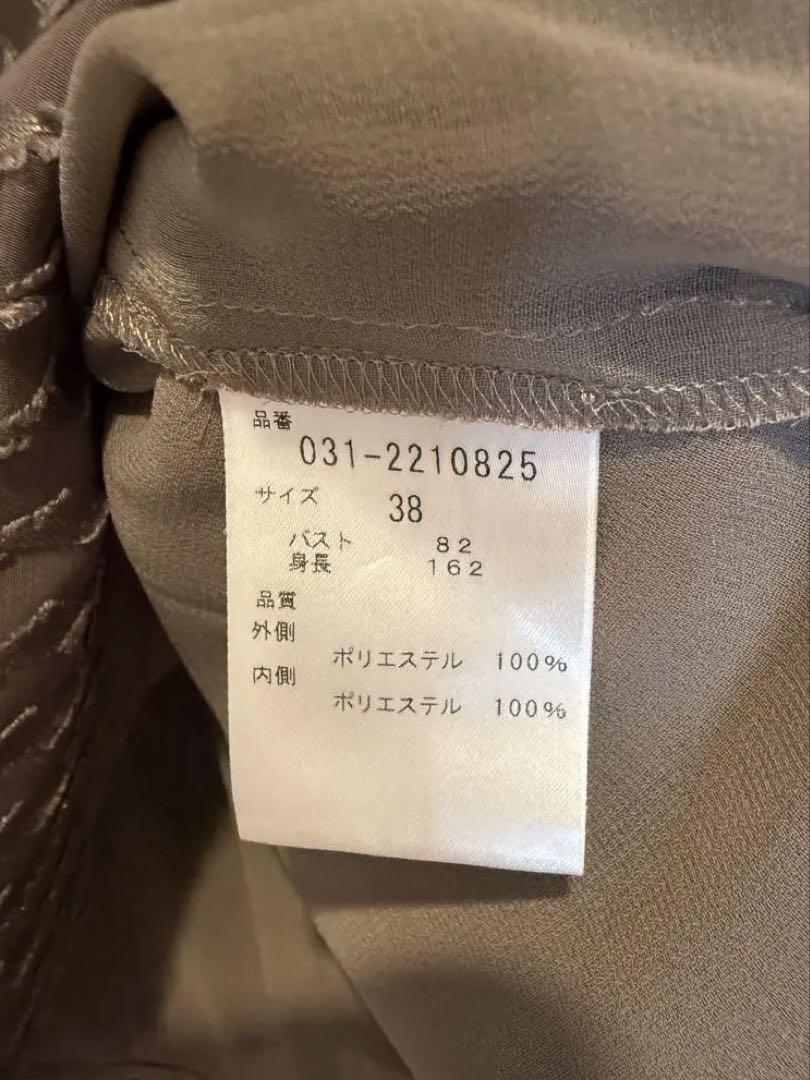 品番
031-2210825
サイズ 38
バスト 82
身長 162
品質
外側
ポリエステル 100%
内側
ポリエステル 100%